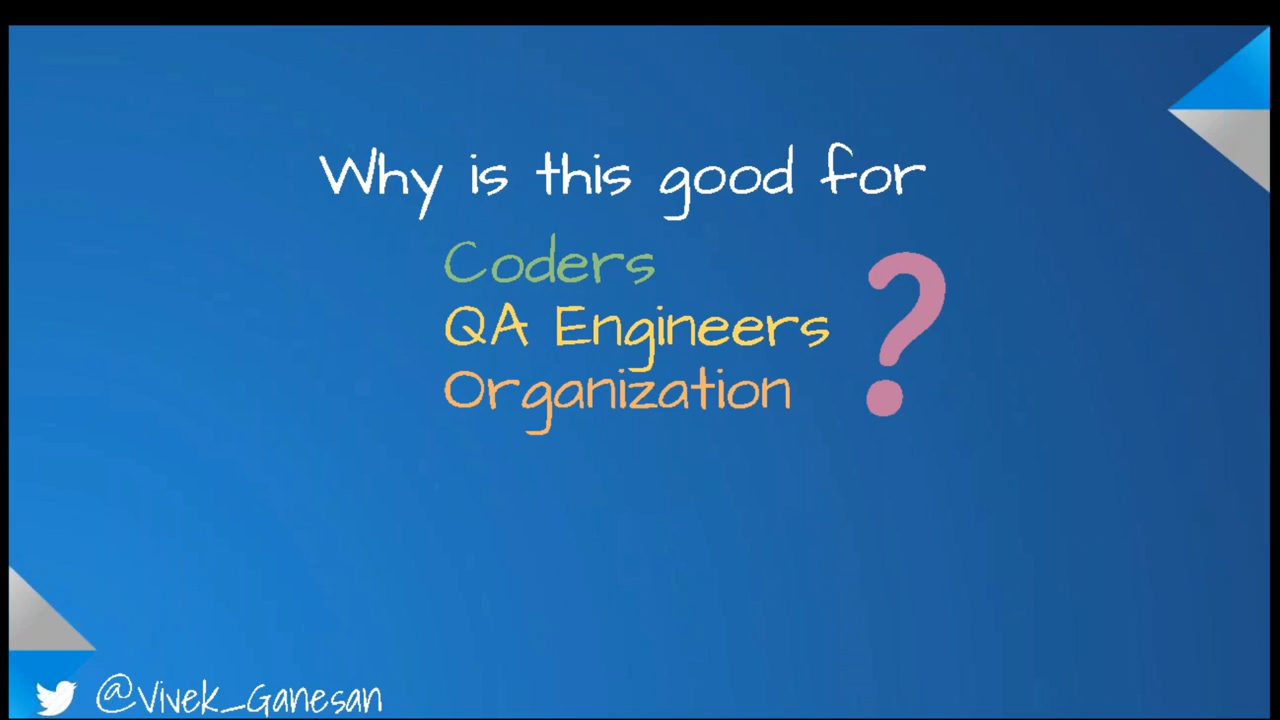 Why is this good for
Coders
QA Engineers
Organization
?
@Vivek_Ganesan